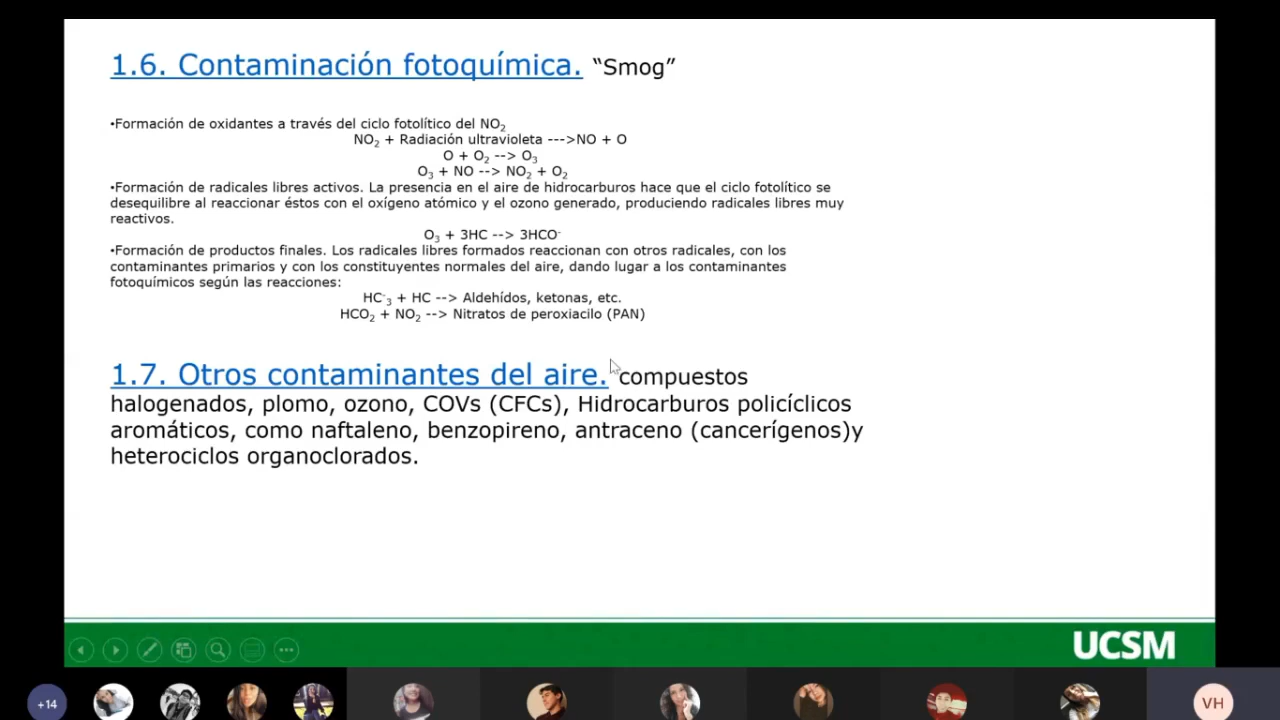 1.6. Contaminación fotoquímica. “Smog”
•Formación de oxidantes a través del ciclo fotolítico del NO₂
NO₂ + Radiación ultravioleta --->NO + O
O + O₂ --> O₃
O₃ + NO --> NO₂ + O₂
•Formación de radicales libres activos. La presencia en el aire de hidrocarburos hace que el ciclo fotolítico se
desequilibre al reaccionar éstos con el oxígeno atómico y el ozono generado, produciendo radicales libres muy
reactivos.
O₃ + 3HC --> 3HCO⁻
•Formación de productos finales. Los radicales libres formados reaccionan con otros radicales, con los
contaminantes primarios y con los constituyentes normales del aire, dando lugar a los contaminantes
fotoquímicos según las reacciones:
HC⁻₃ + HC --> Aldehídos, ketonas, etc.
HCO₂ + NO₂ --> Nitratos de peroxiacilo (PAN)
1.7. Otros contaminantes del aire. compuestos
halogenados, plomo, ozono, COVs (CFCs), Hidrocarburos policíclicos
aromáticos, como naftaleno, benzopireno, antraceno (cancerígenos)y
heterociclos organoclorados.
UCSM
+14
VH